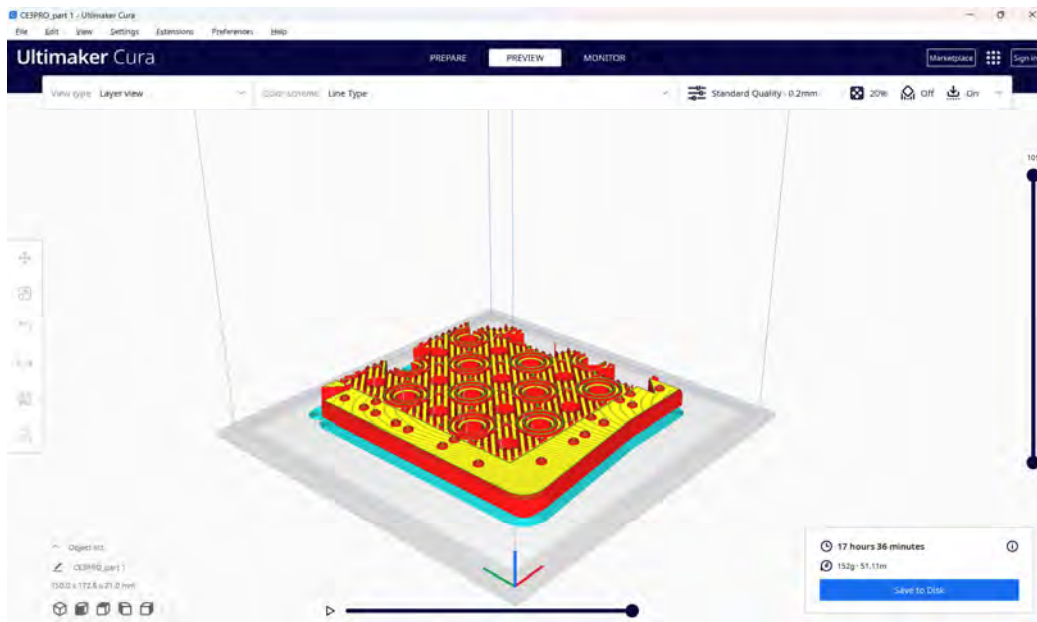 CE3PRO_part 1 - Ultimaker Cura
File Edit View Settings Extensions Preferences Help
Ultimaker Cura PREPARE PREVIEW MONITOR Marketplace Sign in
View type Layer view Color scheme Line Type Standard Quality - 0.2mm 20% Off On
Object list
CE3PRO_part 1
17 hours 36 minutes
152g · 51.11m
Save to Disk